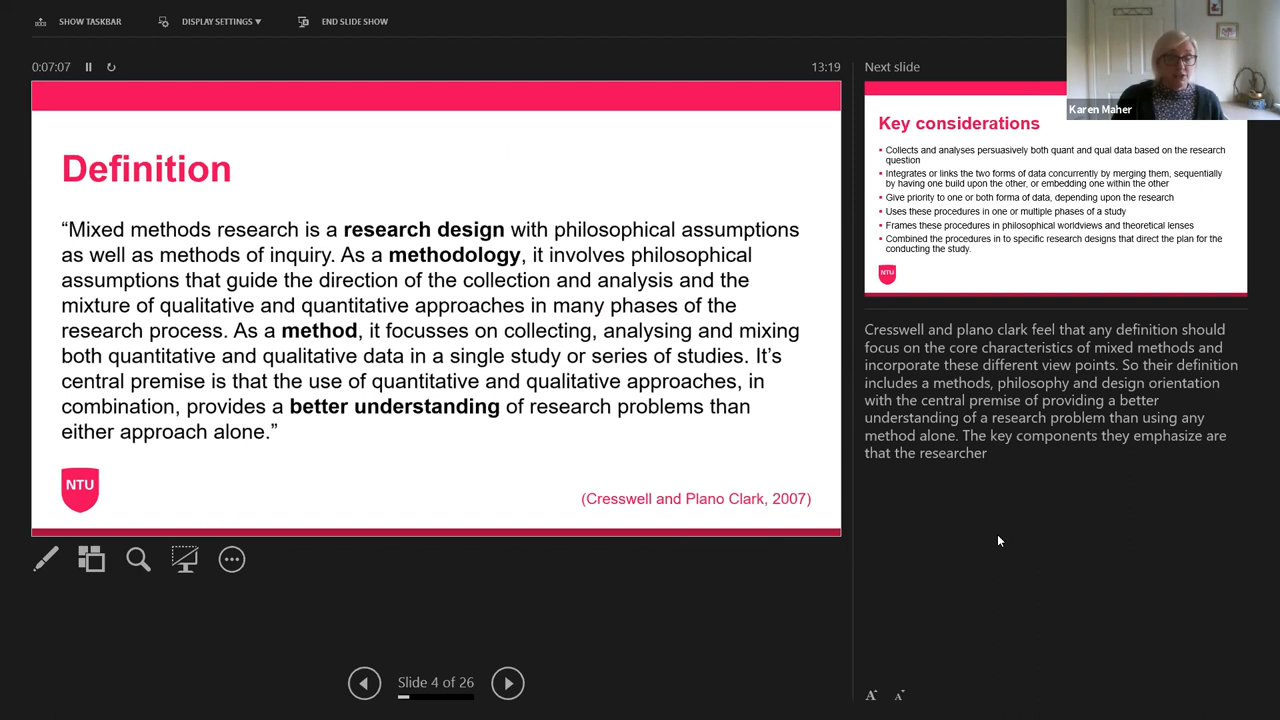 SHOW TASKBAR
DISPLAY SETTINGS ▼
END SLIDE SHOW
0:07:07
13:19
Definition
“Mixed methods research is a research design with philosophical assumptions
as well as methods of inquiry. As a methodology, it involves philosophical
assumptions that guide the direction of the collection and analysis and the
mixture of qualitative and quantitative approaches in many phases of the
research process. As a method, it focusses on collecting, analysing and mixing
both quantitative and qualitative data in a single study or series of studies. It’s
central premise is that the use of quantitative and qualitative approaches, in
combination, provides a better understanding of research problems than
either approach alone.”
NTU
(Cresswell and Plano Clark, 2007)
Slide 4 of 26
Next slide
Karen Maher
Key considerations
▪ Collects and analyses persuasively both quant and qual data based on the research
question
▪ Integrates or links the two forms of data concurrently by merging them, sequentially
by having one build upon the other, or embedding one within the other
▪ Give priority to one or both forma of data, depending upon the research
▪ Uses these procedures in one or multiple phases of a study
▪ Frames these procedures in philosophical worldviews and theoretical lenses
▪ Combined the procedures in to specific research designs that direct the plan for the
conducting the study.
NTU
Cresswell and plano clark feel that any definition should
focus on the core characteristics of mixed methods and
incorporate these different view points. So their definition
includes a methods, philosophy and design orientation
with the central premise of providing a better
understanding of a research problem than using any
method alone. The key components they emphasize are
that the researcher
A A